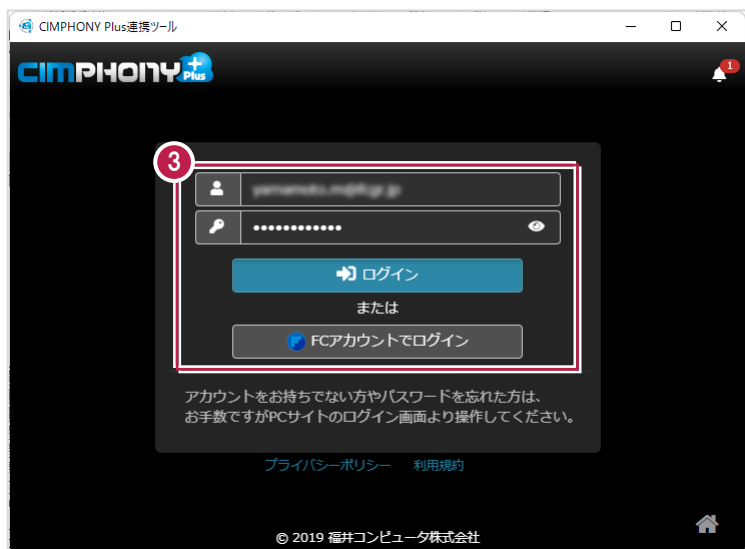 CIMPHONY Plus連携ツール
CIMPHONY Plus
1
3
••••••••••••
ログイン
または
FCアカウントでログイン
アカウントをお持ちでない方やパスワードを忘れた方は、
お手数ですがPCサイトのログイン画面より操作してください。
プライバシーポリシー 利用規約
© 2019 福井コンピュータ株式会社